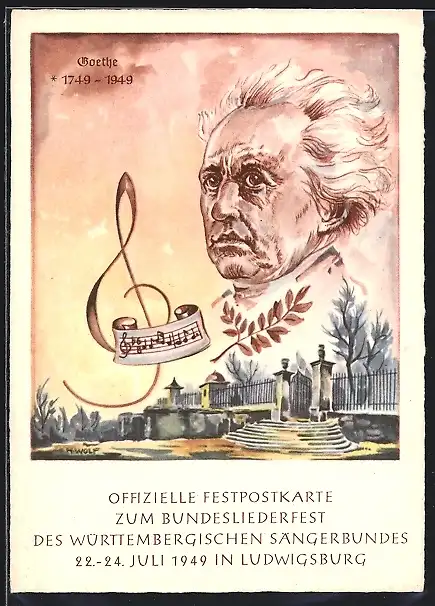 Goethe
* 1749 - 1949
H. WOLF
OFFIZIELLE FESTPOSTKARTE
ZUM BUNDESLIEDERFEST
DES WÜRTTEMBERGISCHEN SÄNGERBUNDES
22.-24. JULI 1949 IN LUDWIGSBURG